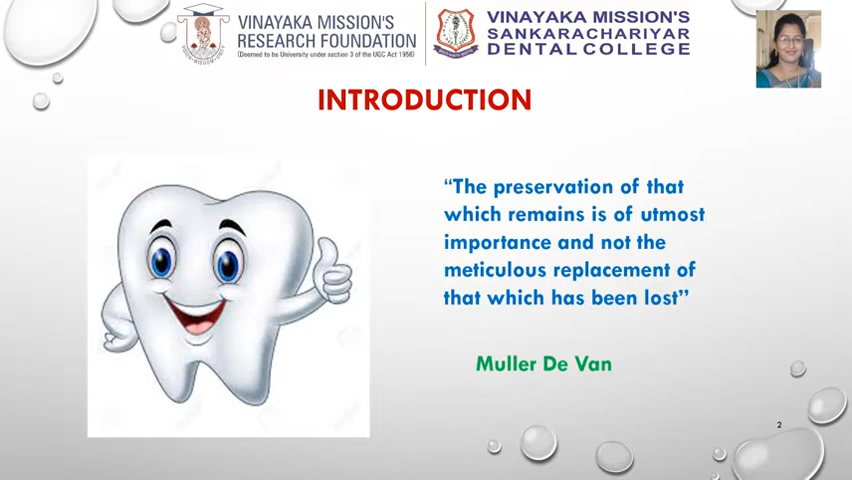 VINAYAKA MISSION'S
RESEARCH FOUNDATION
(Deemed to be University under section 3 of the UGC Act 1956)
VINAYAKA MISSION'S
SANKARACHARIYAR
DENTAL COLLEGE
INTRODUCTION
“The preservation of that
which remains is of utmost
importance and not the
meticulous replacement of
that which has been lost”
Muller De Van
2